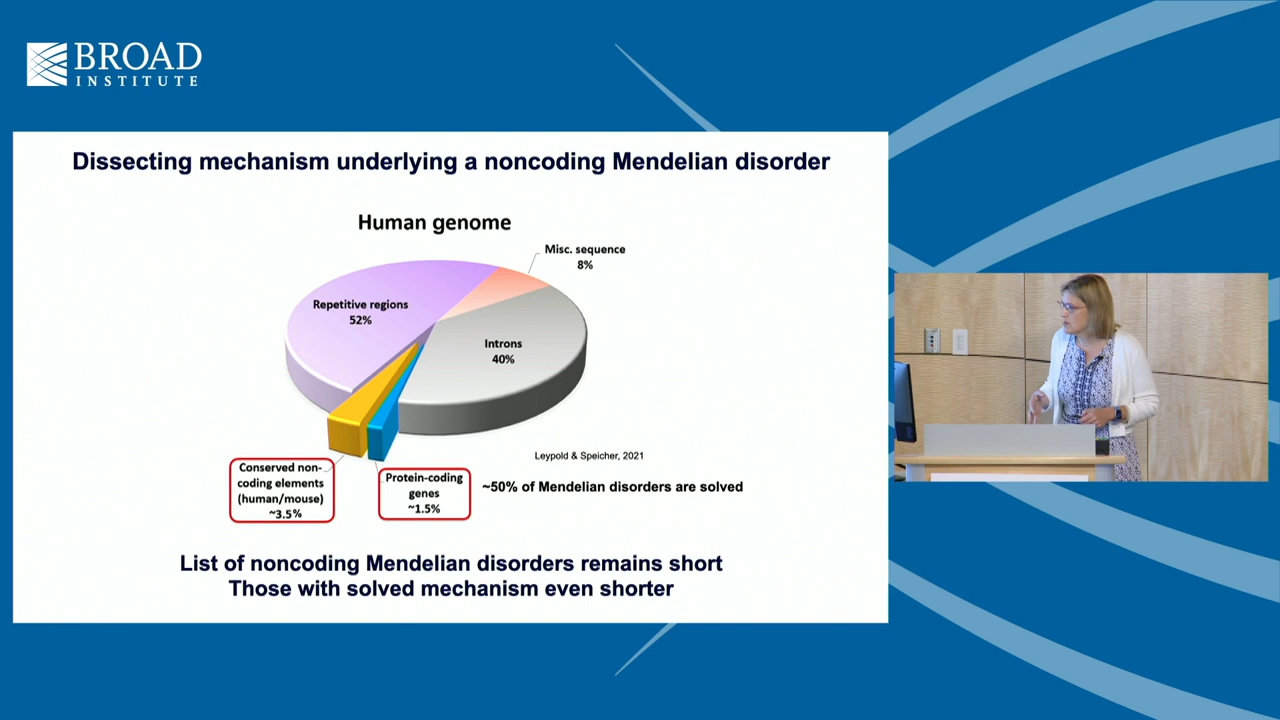 BROAD
INSTITUTE
Dissecting mechanism underlying a noncoding Mendelian disorder
Human genome
Misc. sequence
8%
Repetitive regions
52%
Introns
40%
Conserved non-
coding elements
(human/mouse)
~3.5%
Protein-coding
genes
~1.5%
Leypold & Speicher, 2021
~50% of Mendelian disorders are solved
List of noncoding Mendelian disorders remains short
Those with solved mechanism even shorter